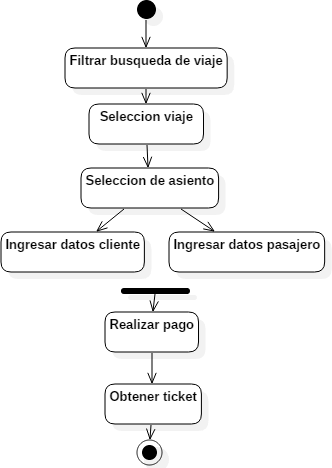 Filtrar busqueda de viaje
Seleccion viaje
Seleccion de asiento
Ingresar datos cliente
Ingresar datos pasajero
Realizar pago
Obtener ticket